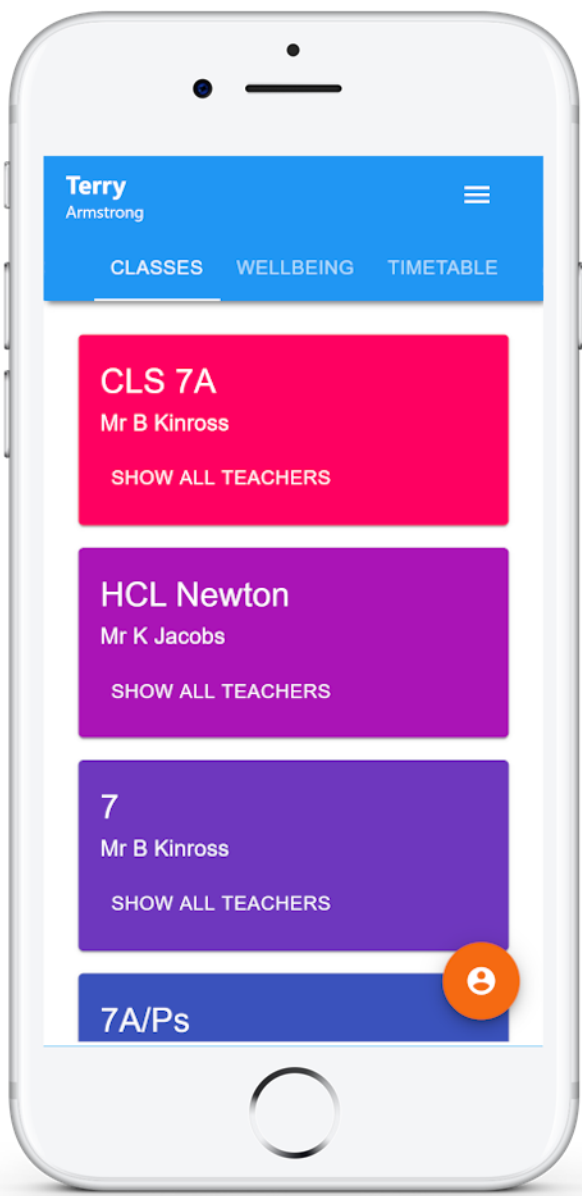 Terry
Armstrong
CLASSES WELLBEING TIMETABLE
CLS 7A
Mr B Kinross
SHOW ALL TEACHERS
HCL Newton
Mr K Jacobs
SHOW ALL TEACHERS
7
Mr B Kinross
SHOW ALL TEACHERS
7A/Ps